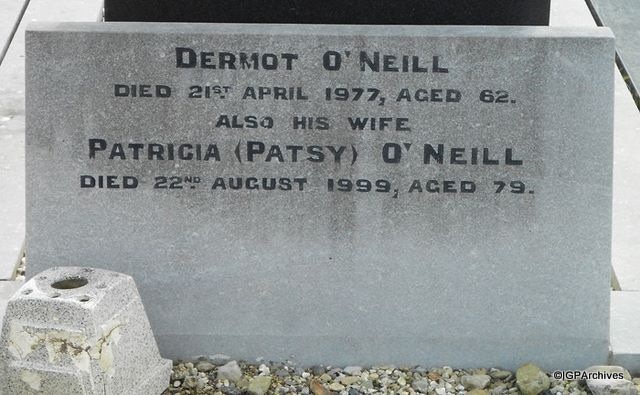 DERMOT O'NEILL
DIED 21ST. APRIL 1977, AGED 62.
ALSO HIS WIFE
PATRICIA (PATSY) O'NEILL
DIED 22ND AUGUST 1999, AGED 79.
©IGPArchives